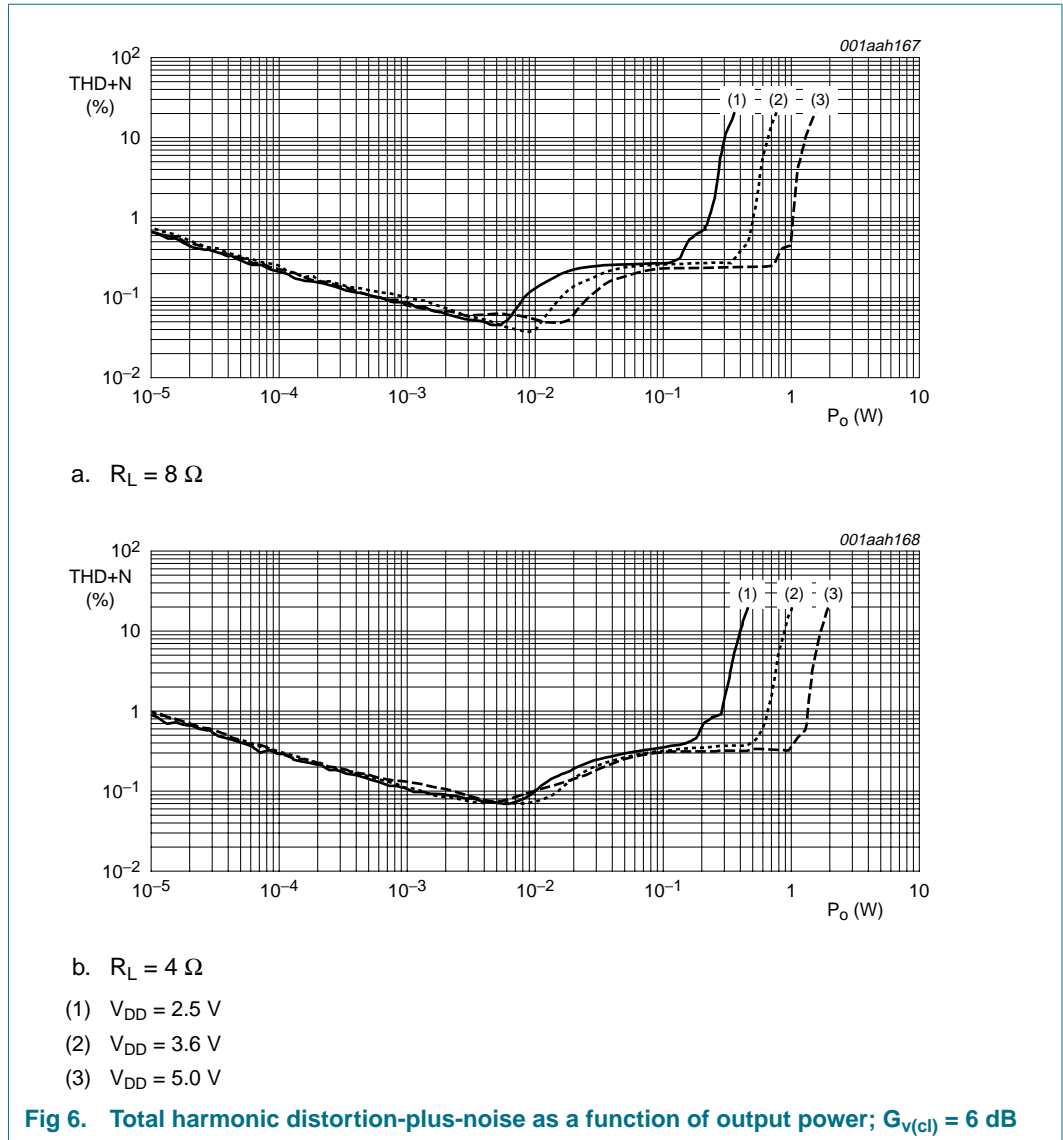 001aah167
10²
THD+N
(%)
(1) (2) (3)
10
1
10⁻¹
10⁻²
10⁻⁵ 10⁻⁴ 10⁻³ 10⁻² 10⁻¹ 1 10
Pₒ (W)
a. R_L = 8 Ω
001aah168
10²
THD+N
(%)
(1) (2) (3)
10
1
10⁻¹
10⁻²
10⁻⁵ 10⁻⁴ 10⁻³ 10⁻² 10⁻¹ 1 10
Pₒ (W)
b. R_L = 4 Ω
(1) V_DD = 2.5 V
(2) V_DD = 3.6 V
(3) V_DD = 5.0 V
Fig 6. Total harmonic distortion-plus-noise as a function of output power; G_v(cl) = 6 dB